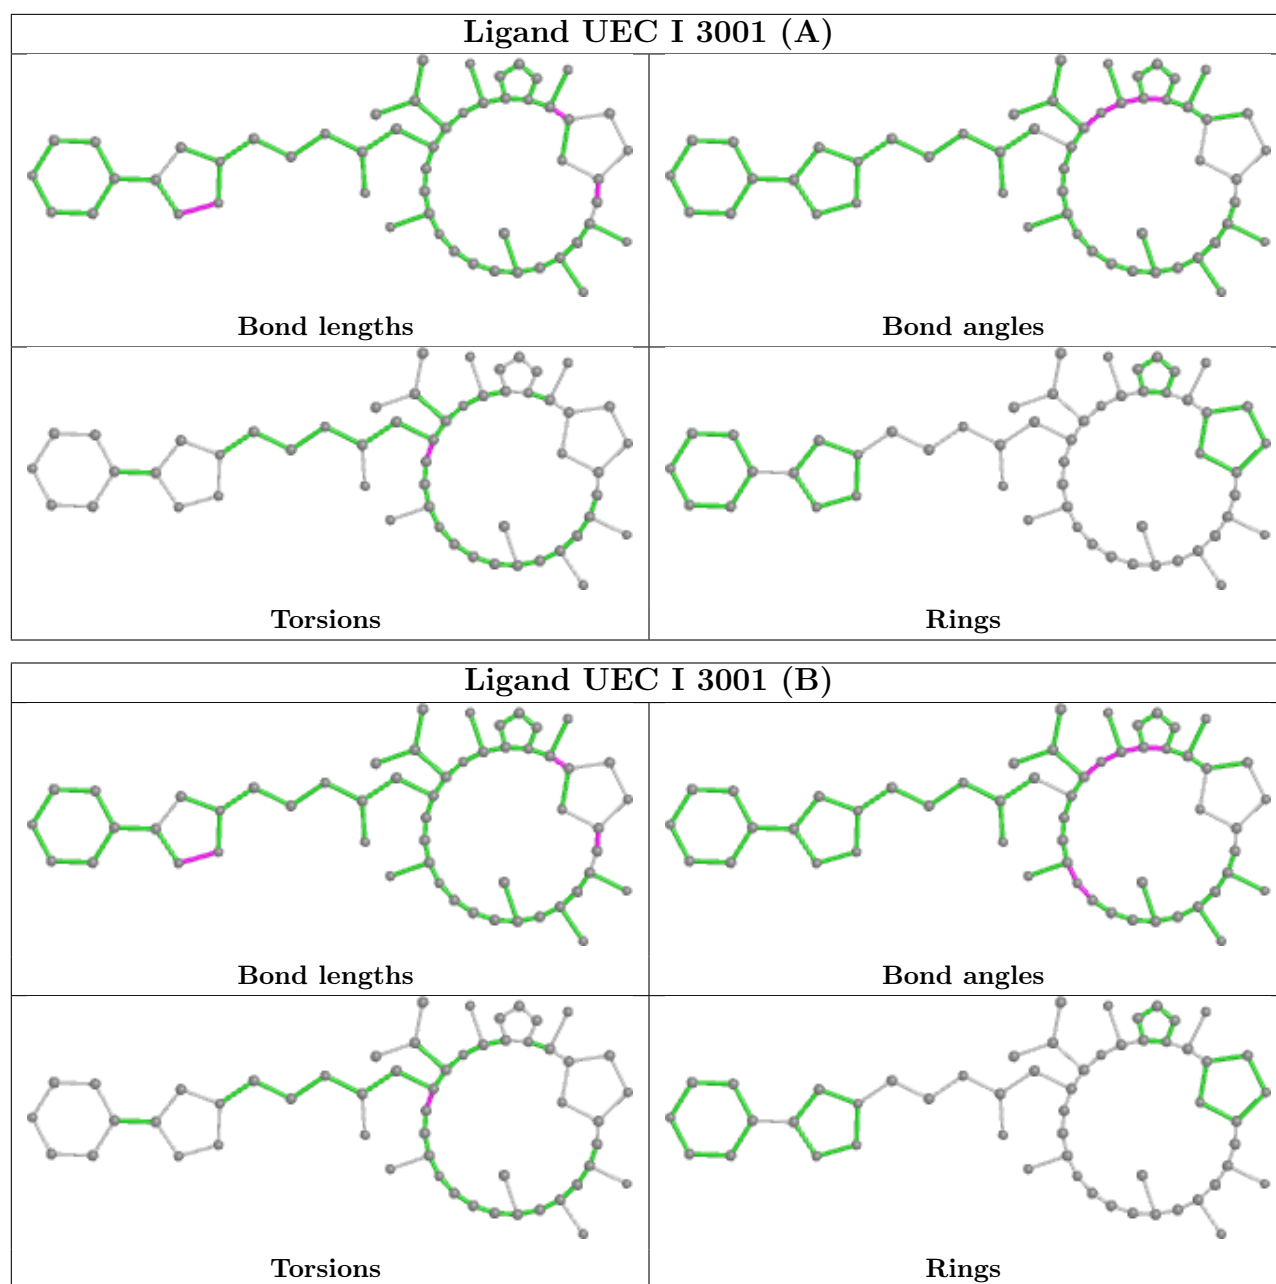 Ligand UEC I 3001 (A)
Bond lengths
Bond angles
Torsions
Rings
Ligand UEC I 3001 (B)
Bond lengths
Bond angles
Torsions
Rings